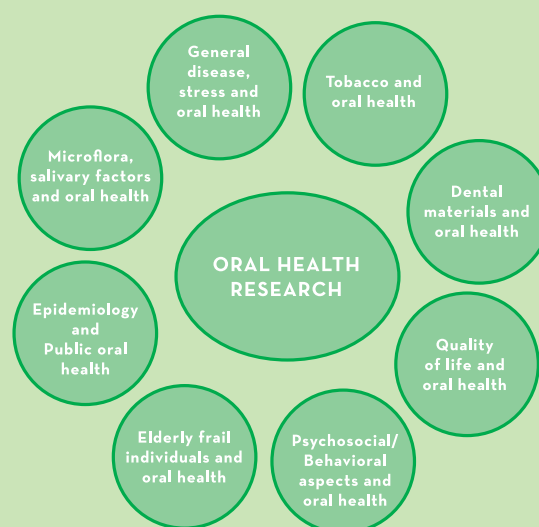 General
disease,
stress and
oral health
Tobacco and
oral health
Microflora,
salivary factors
and oral health
Dental
materials and
oral health
ORAL HEALTH
RESEARCH
Epidemiology
and
Public oral
health
Quality
of life and
oral health
Elderly frail
individuals and
oral health
Psychosocial/
Behavioral
aspects and
oral health